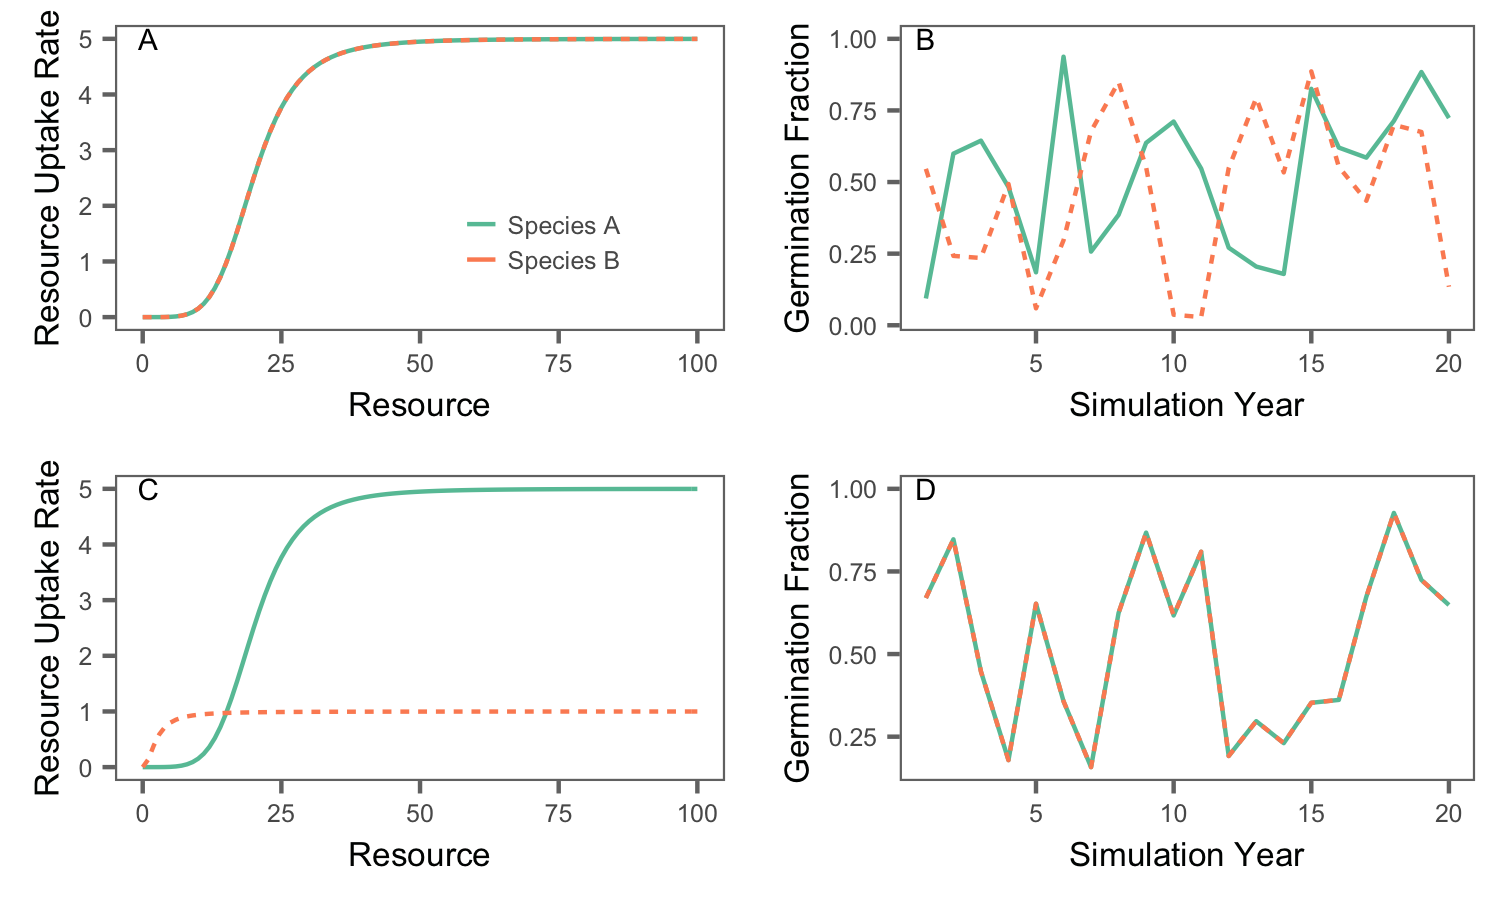 A
Resource Uptake Rate
5
4
3
2
1
0
Species A
Species B
0 25 50 75 100
Resource
B
Germination Fraction
1.00
0.75
0.50
0.25
0.00
5 10 15 20
Simulation Year
C
Resource Uptake Rate
5
4
3
2
1
0
0 25 50 75 100
Resource
D
Germination Fraction
1.00
0.75
0.50
0.25
5 10 15 20
Simulation Year